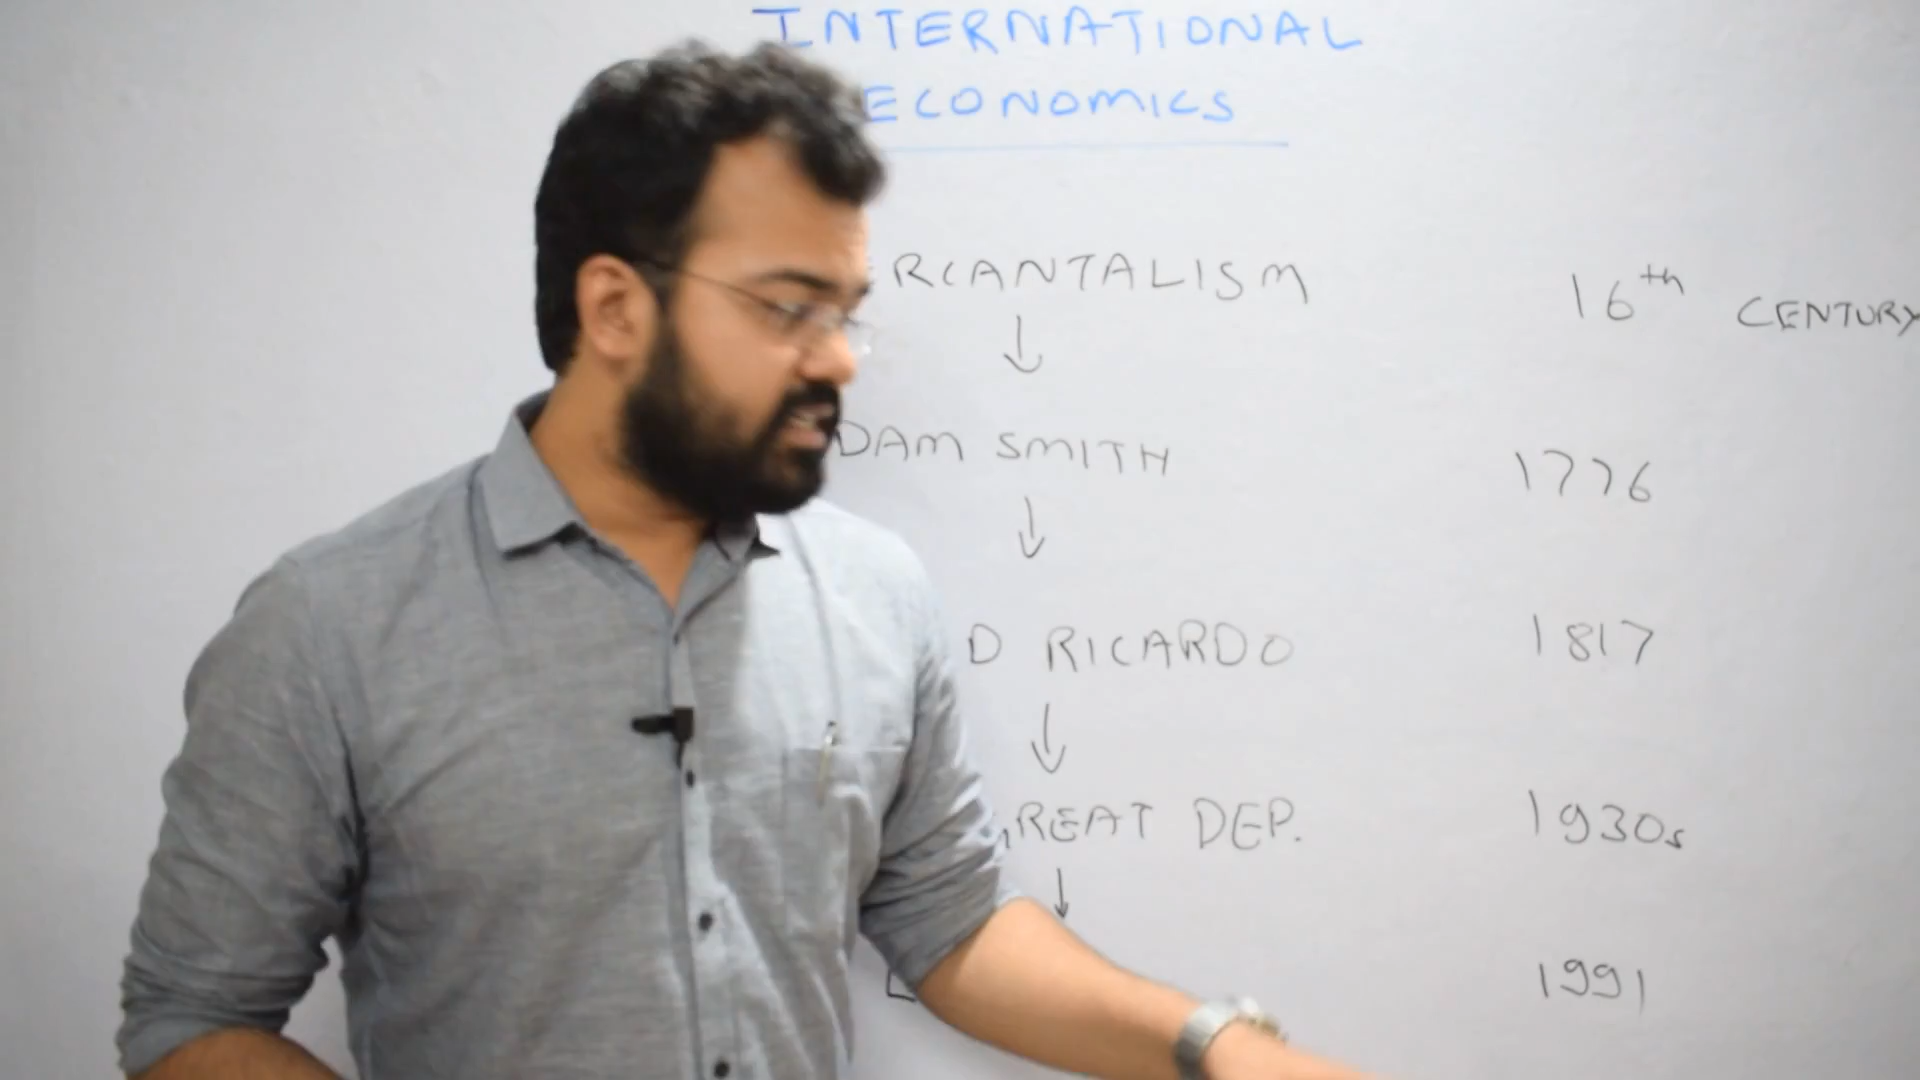 INTERNATIONAL
ECONOMICS
RCANTALISM 16th CENTURY
DAM SMITH 1776
D RICARDO 1817
REAT DEP. 1930s
1991